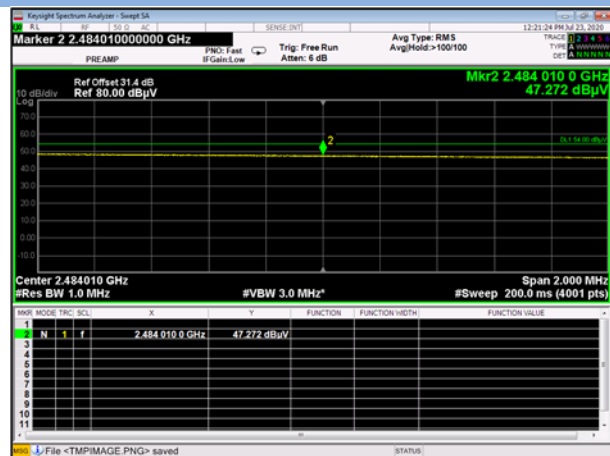 Keysight Spectrum Analyzer - Swept SA
RL RF 50 Ω AC SENSE:INT 12:21:24 PM Jul 23, 2020
Marker 2 2.484010000000 GHz Avg Type: RMS TRACE 1 2 3 4 5 6
PNO: Fast Trig: Free Run Avg|Hold:>100/100 TYPE A WWWWW
PREAMP IFGain:Low Atten: 6 dB DET A N N N N N
Ref Offset 31.4 dB Mkr2 2.484 010 0 GHz
10 dB/div Ref 80.00 dBµV 47.272 dBµV
Log
70.0
60.0
DL1 54.00 dBµV
2
50.0
40.0
30.0
20.0
10.0
0.00
-10.0
Center 2.484010 GHz Span 2.000 MHz
#Res BW 1.0 MHz #VBW 3.0 MHz* #Sweep 200.0 ms (4001 pts)
MKR MODE TRC SCL X Y FUNCTION FUNCTION WIDTH FUNCTION VALUE
1
2 N 1 f 2.484 010 0 GHz 47.272 dBµV
3
4
5
6
7
8
9
10
11
MSG File <TMPIMAGE.PNG> saved STATUS